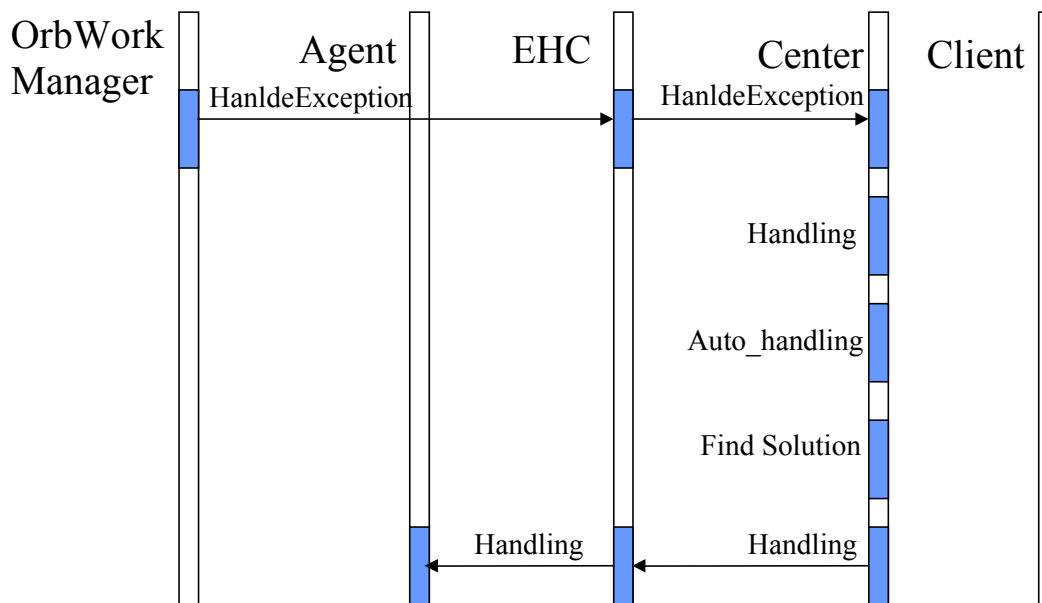 OrbWork
Manager
Agent
EHC
Center
Client
HanldeException
HanldeException
Handling
Auto_handling
Find Solution
Handling
Handling